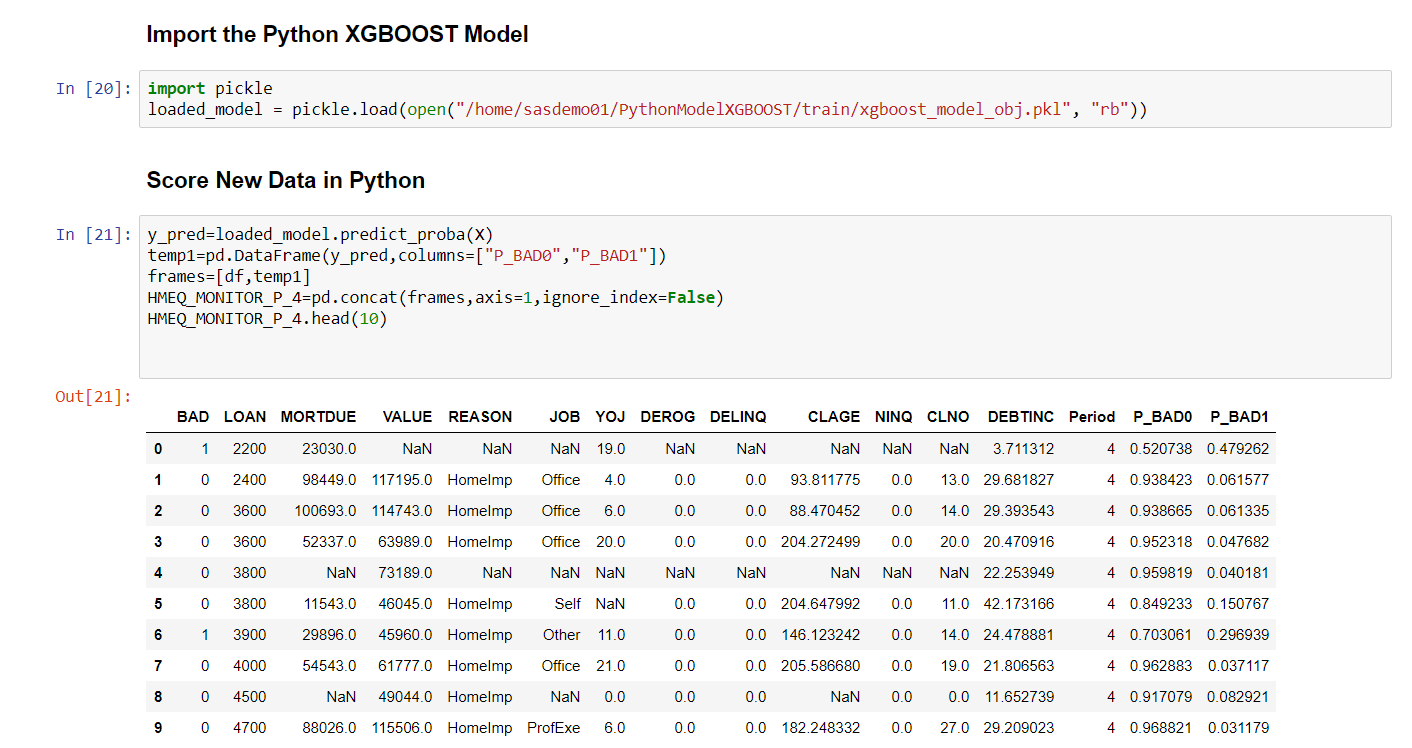 Import the Python XGBOOST Model
In [20]: import pickle
loaded_model = pickle.load(open("/home/sasdemo01/PythonModelXGBOOST/train/xgboost_model_obj.pkl", "rb"))
Score New Data in Python
In [21]: y_pred=loaded_model.predict_proba(X)
temp1=pd.DataFrame(y_pred,columns=["P_BAD0","P_BAD1"])
frames=[df,temp1]
HMEQ_MONITOR_P_4=pd.concat(frames,axis=1,ignore_index=False)
HMEQ_MONITOR_P_4.head(10)
Out[21]:
BAD LOAN MORTDUE VALUE REASON JOB YOJ DEROG DELINQ CLAGE NINQ CLNO DEBTINC Period P_BAD0 P_BAD1
0 1 2200 23030.0 NaN NaN NaN 19.0 NaN NaN NaN NaN NaN 3.711312 4 0.520738 0.479262
1 0 2400 98449.0 117195.0 HomeImp Office 4.0 0.0 0.0 93.811775 0.0 13.0 29.681827 4 0.938423 0.061577
2 0 3600 100693.0 114743.0 HomeImp Office 6.0 0.0 0.0 88.470452 0.0 14.0 29.393543 4 0.938665 0.061335
3 0 3600 52337.0 63989.0 HomeImp Office 20.0 0.0 0.0 204.272499 0.0 20.0 20.470916 4 0.952318 0.047682
4 0 3800 NaN 73189.0 NaN NaN NaN NaN NaN NaN NaN NaN 22.253949 4 0.959819 0.040181
5 0 3800 11543.0 46045.0 HomeImp Self NaN 0.0 0.0 204.647992 0.0 11.0 42.173166 4 0.849233 0.150767
6 1 3900 29896.0 45960.0 HomeImp Other 11.0 0.0 0.0 146.123242 0.0 14.0 24.478881 4 0.703061 0.296939
7 0 4000 54543.0 61777.0 HomeImp Office 21.0 0.0 0.0 205.586680 0.0 19.0 21.806563 4 0.962883 0.037117
8 0 4500 NaN 49044.0 HomeImp NaN 0.0 0.0 0.0 NaN 0.0 0.0 11.652739 4 0.917079 0.082921
9 0 4700 88026.0 115506.0 HomeImp ProfExe 6.0 0.0 0.0 182.248332 0.0 27.0 29.209023 4 0.968821 0.031179